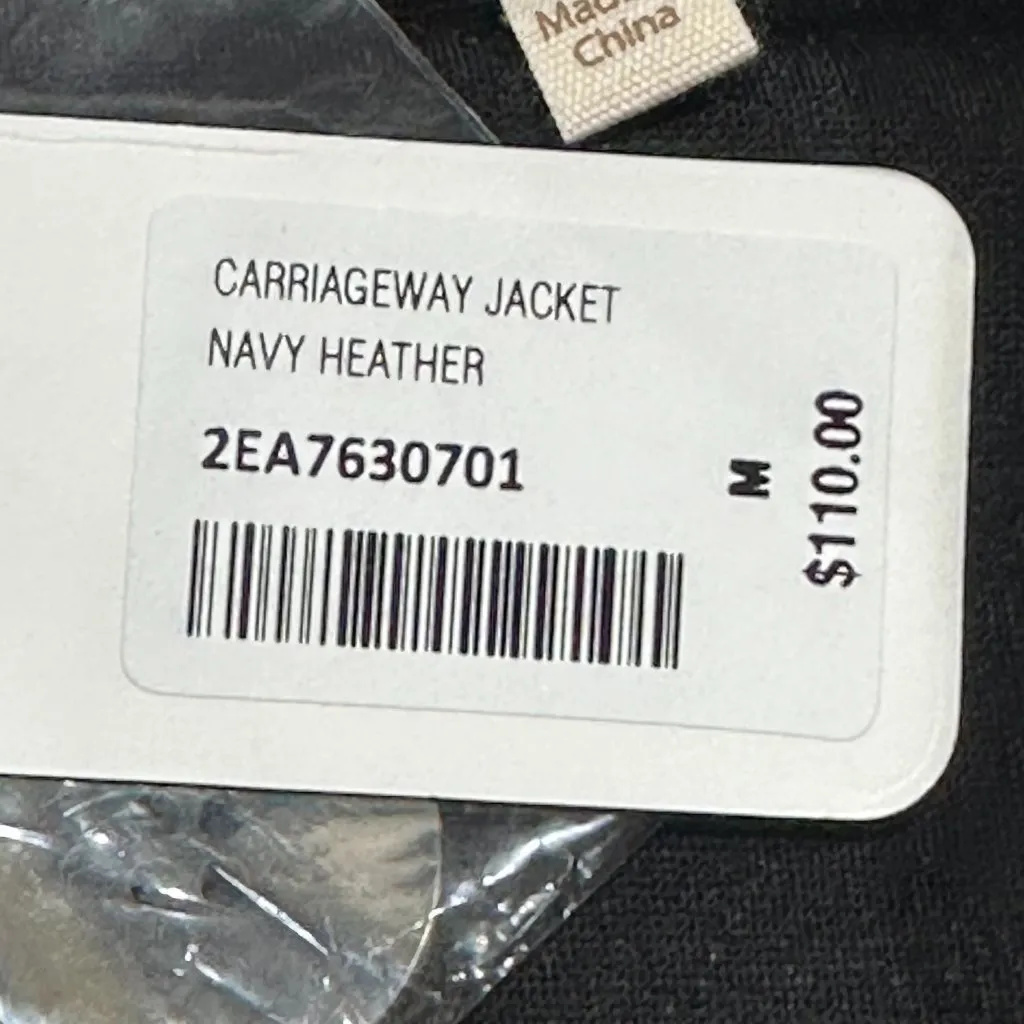 China
CARRIAGEWAY JACKET
NAVY HEATHER
2EA7630701
M
$110.00